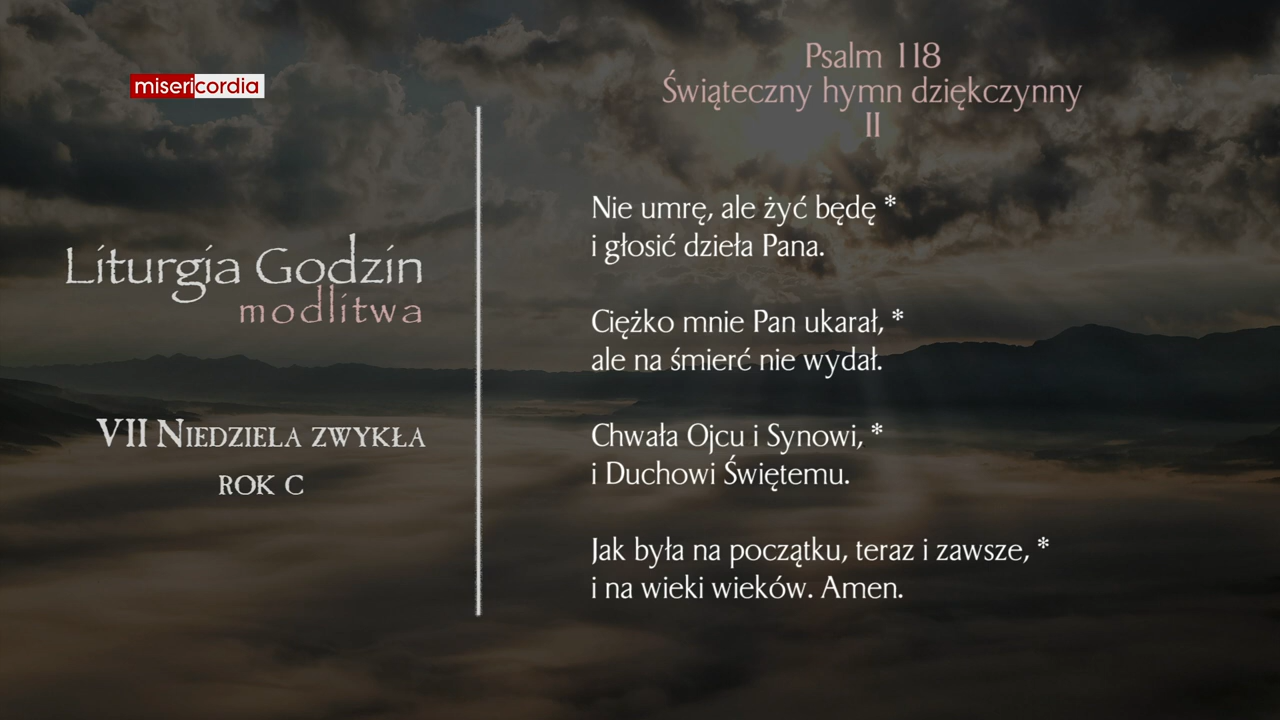 misericordia
Liturgia Godzin
modlitwa
VII Niedziela zwykła
rok C
Psalm 118
Świąteczny hymn dziękczynny
II
Nie umrę, ale żyć będę *
i głosić dzieła Pana.
Ciężko mnie Pan ukarał, *
ale na śmierć nie wydał.
Chwała Ojcu i Synowi, *
i Duchowi Świętemu.
Jak była na początku, teraz i zawsze, *
i na wieki wieków. Amen.